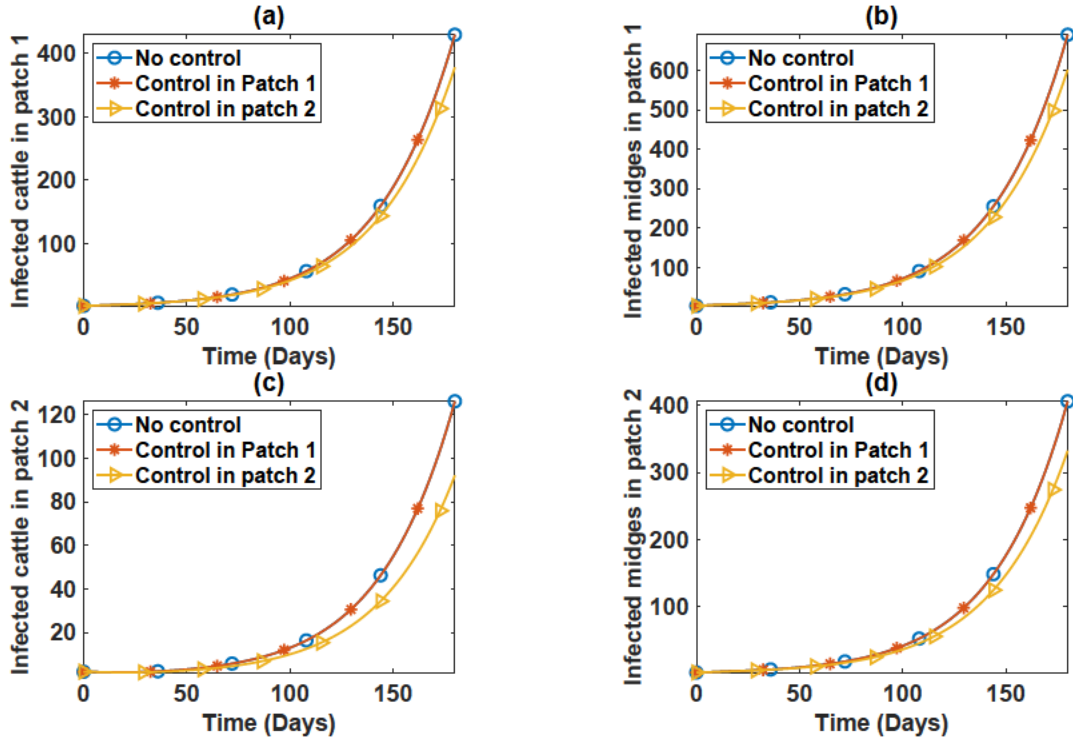 (a)
Infected cattle in patch 1
400
300
200
100
No control
Control in Patch 1
Control in patch 2
0
50
100
150
Time (Days)
(b)
Infected midges in patch 1
600
500
400
300
200
100
No control
Control in Patch 1
Control in patch 2
0
50
100
150
Time (Days)
(c)
Infected cattle in patch 2
120
100
80
60
40
20
No control
Control in Patch 1
Control in patch 2
0
50
100
150
Time (Days)
(d)
Infected midges in patch 2
400
300
200
100
No control
Control in Patch 1
Control in patch 2
0
50
100
150
Time (Days)